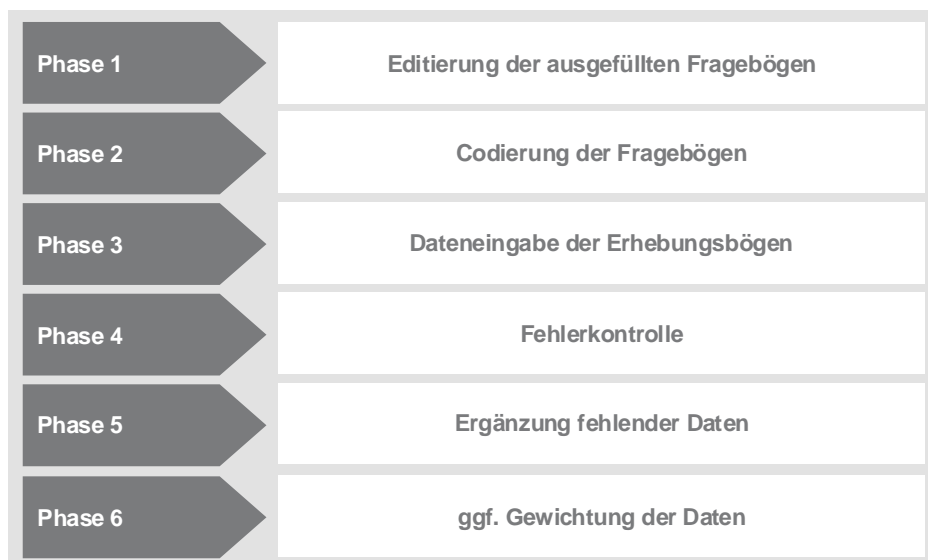 Phase 1
Editierung der ausgefüllten Fragebögen
Phase 2
Codierung der Fragebögen
Phase 3
Dateneingabe der Erhebungsbögen
Phase 4
Fehlerkontrolle
Phase 5
Ergänzung fehlender Daten
Phase 6
ggf. Gewichtung der Daten